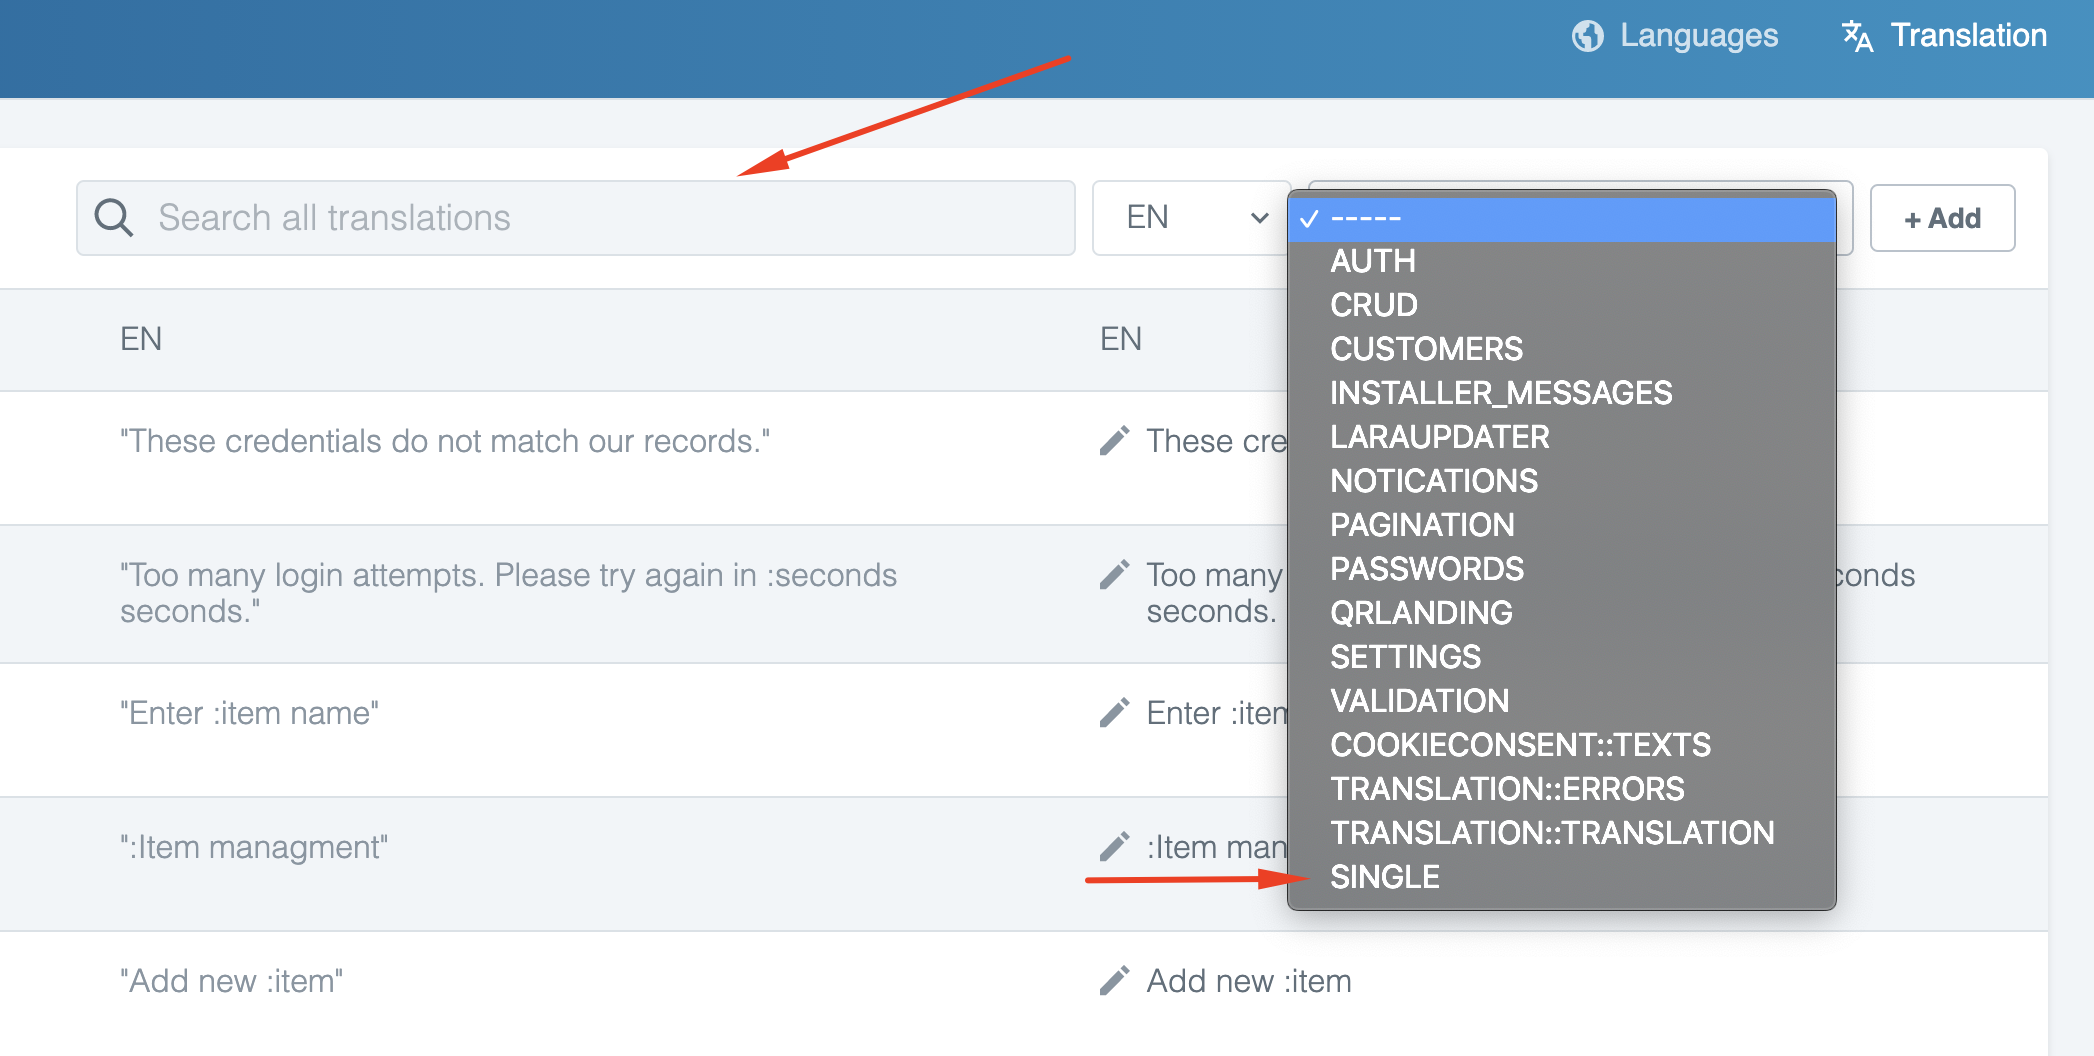 Languages
Translation
Search all translations
EN
-----
+ Add
AUTH
CRUD
CUSTOMERS
INSTALLER_MESSAGES
LARAUPDATER
NOTICATIONS
PAGINATION
PASSWORDS
QRLANDING
SETTINGS
VALIDATION
COOKIECONSENT::TEXTS
TRANSLATION::ERRORS
TRANSLATION::TRANSLATION
SINGLE
EN
EN
"These credentials do not match our records."
These cre
"Too many login attempts. Please try again in :seconds
seconds."
Too many
conds
seconds.
"Enter :item name"
Enter :item
":Item managment"
:Item man
"Add new :item"
Add new :item